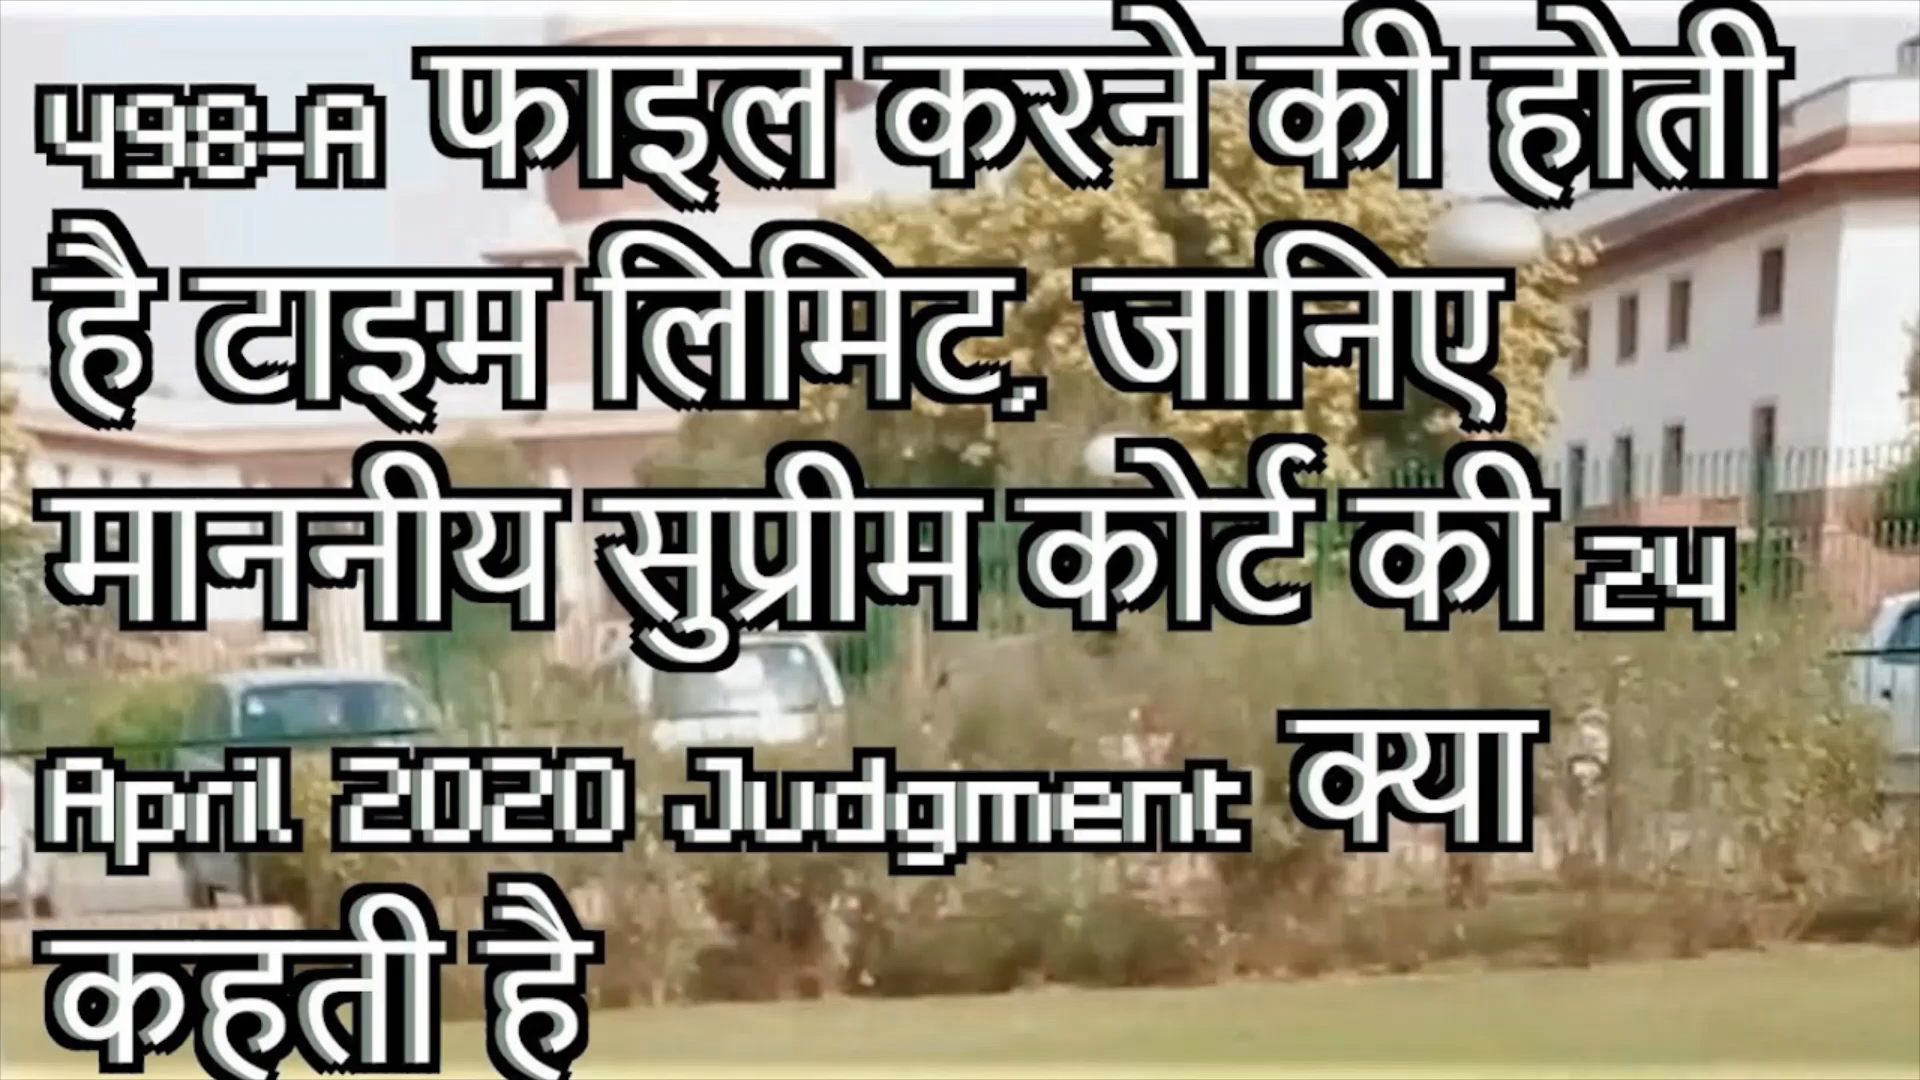 498-A फाइल करने की होती
है टाइम लिमिट, जानिए
माननीय सुप्रीम कोर्ट की 24
April 2020 Judgment क्या
कहती है